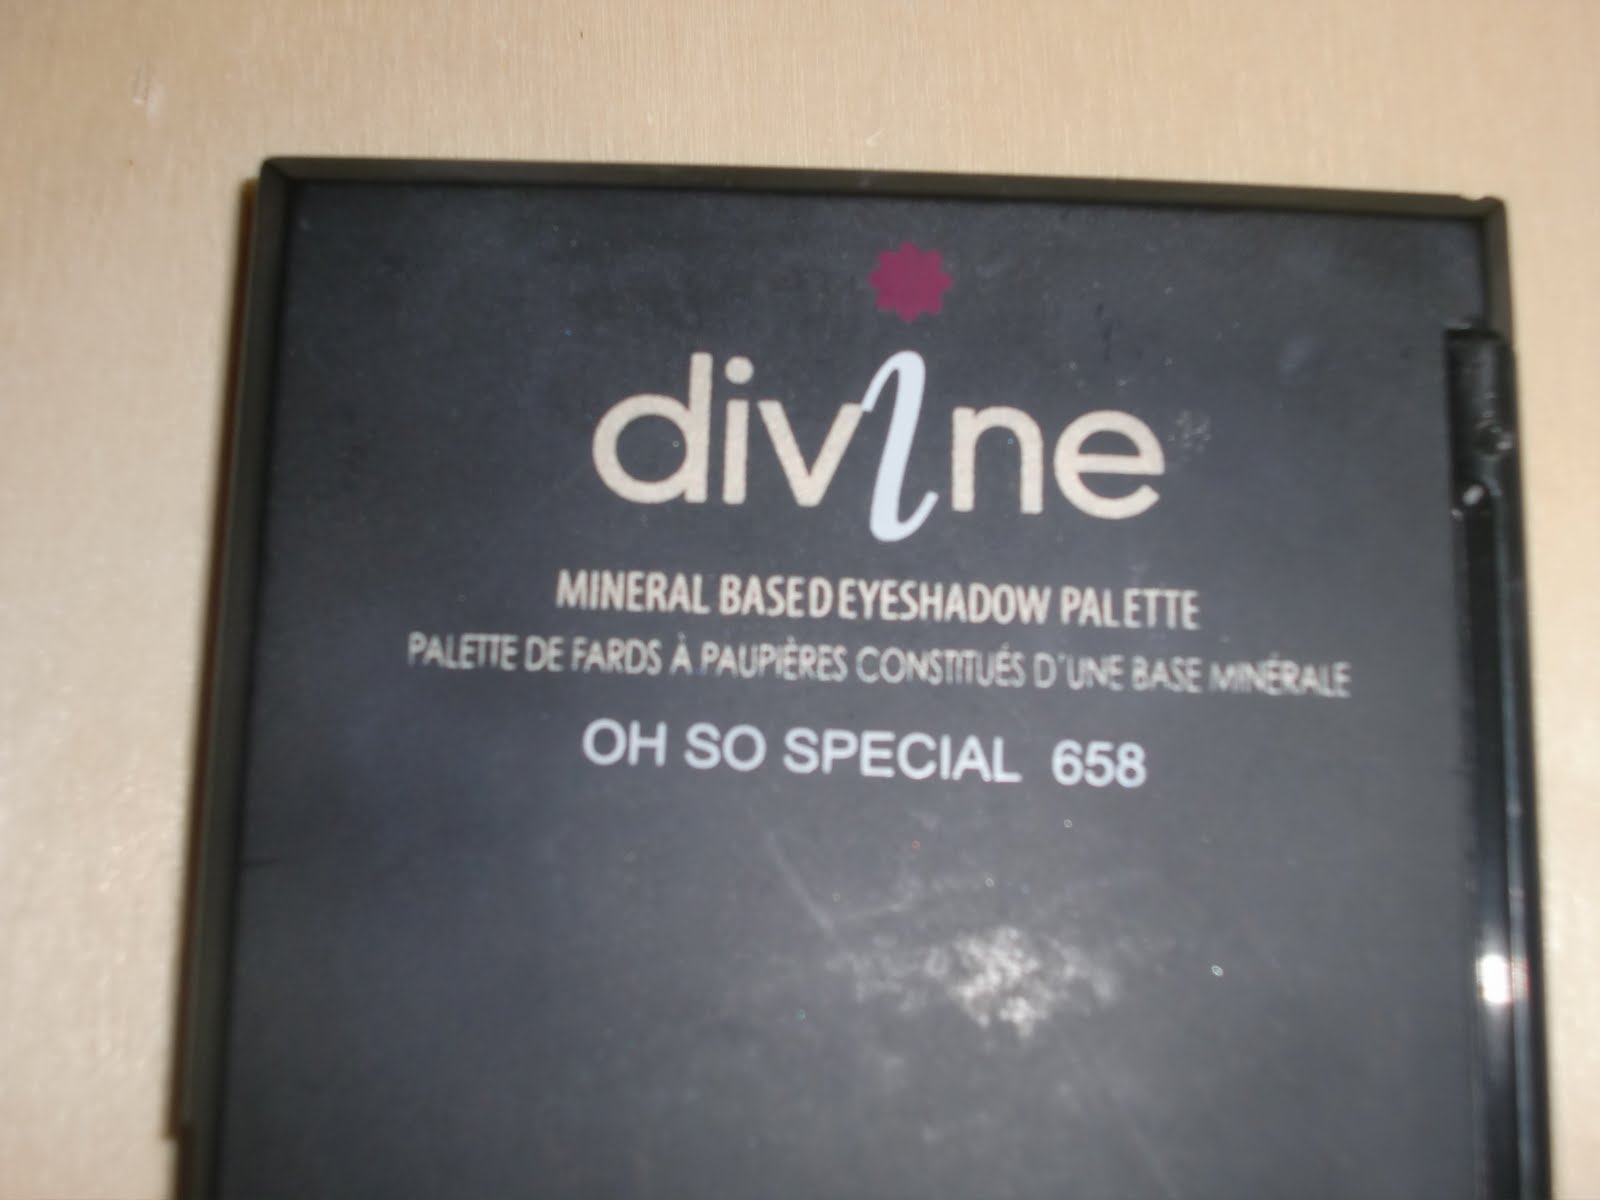 divine
MINERAL BASED EYESHADOW PALETTE
PALETTE DE FARDS À PAUPIÈRES CONSTITUÉS D'UNE BASE MINÉRALE
OH SO SPECIAL 658